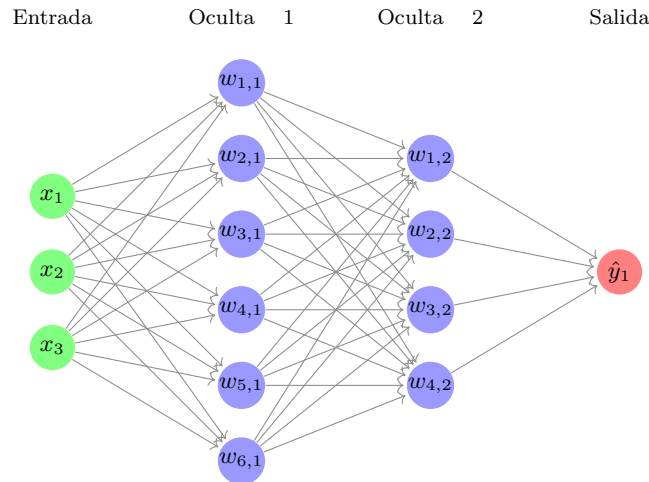 Entrada Oculta 1 Oculta 2 Salida
w1,1
w2,1 w1,2
x1
w3,1 w2,2
x2 ŷ1
w4,1 w3,2
x3
w5,1 w4,2
w6,1